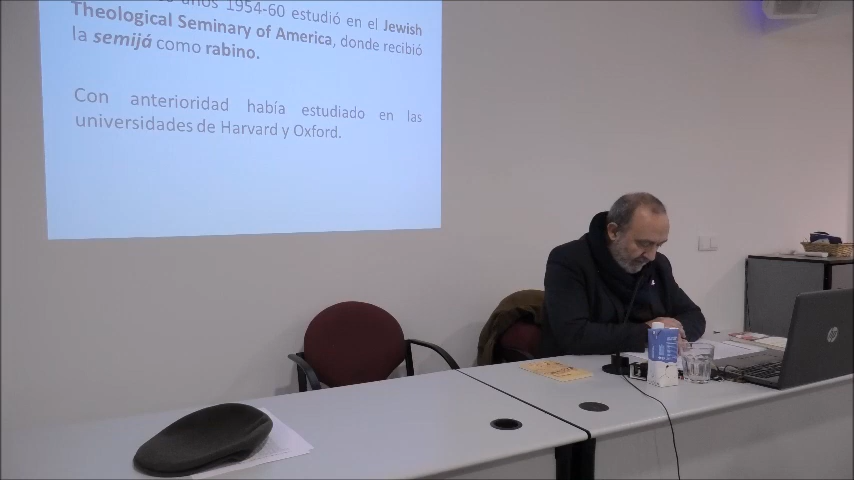 años 1954-60 estudió en el Jewish
Theological Seminary of America, donde recibió
la semijá como rabino.
Con anterioridad había estudiado en las
universidades de Harvard y Oxford.
hp